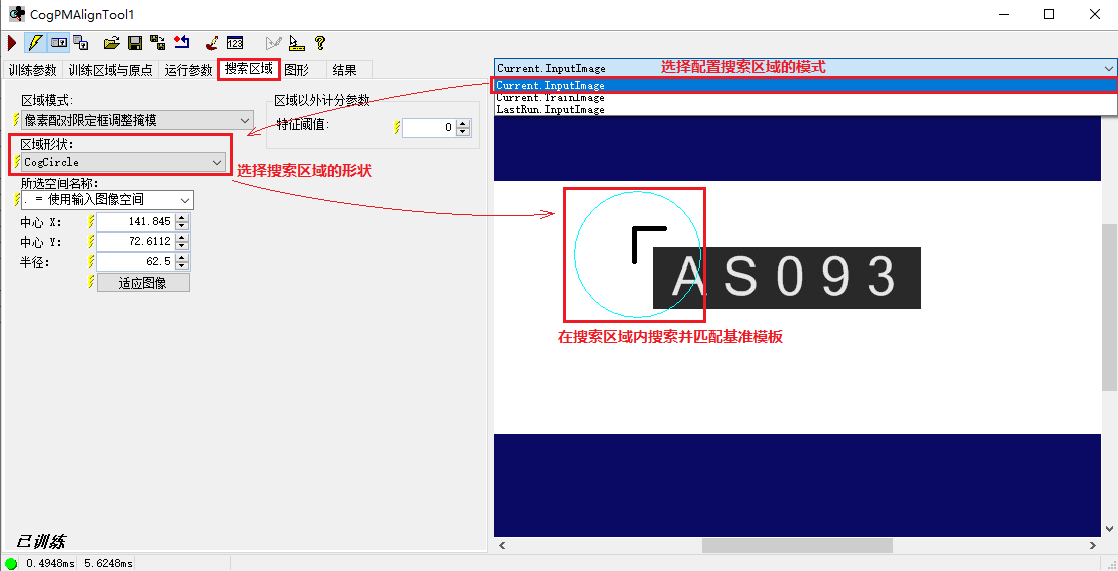 CogPMAlignTool1
123
训练参数 训练区域与原点 运行参数 搜索区域 图形 结果
区域模式:
像素配对限定框调整掩模
区域形状:
CogCircle
选择搜索区域的形状
所选空间名称:
. = 使用输入图像空间
中心 X: 141.845
中心 Y: 72.6112
半径: 62.5
适应图像
区域以外计分参数
特征阈值: 0
Current.InputImage 选择配置搜索区域的模式
Current.InputImage
Current.TrainImage
LastRun.InputImage
AS093
在搜索区域内搜索并匹配基准模板
已训练
0.4948ms 5.6248ms